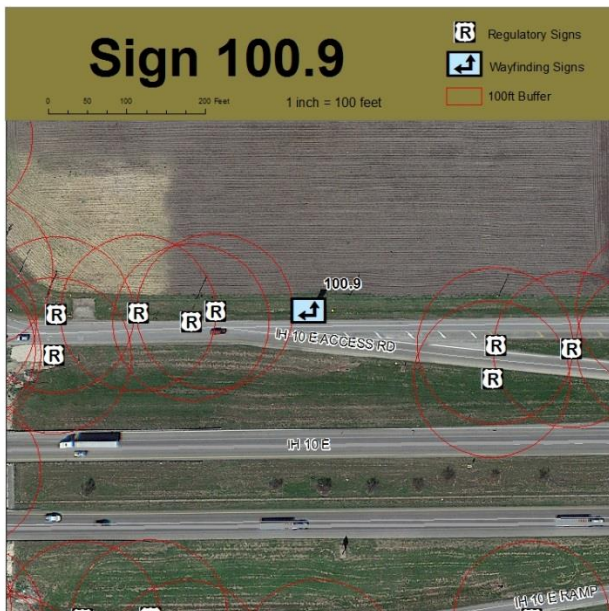 Sign 100.9
0 50 100 200 Feet
1 inch = 100 feet
R Regulatory Signs
Wayfinding Signs
100ft Buffer
100.9
R
R
R
R
R
R
R
R
IH 10 E ACCESS RD
IH 10 E
IH 10 E RAMP